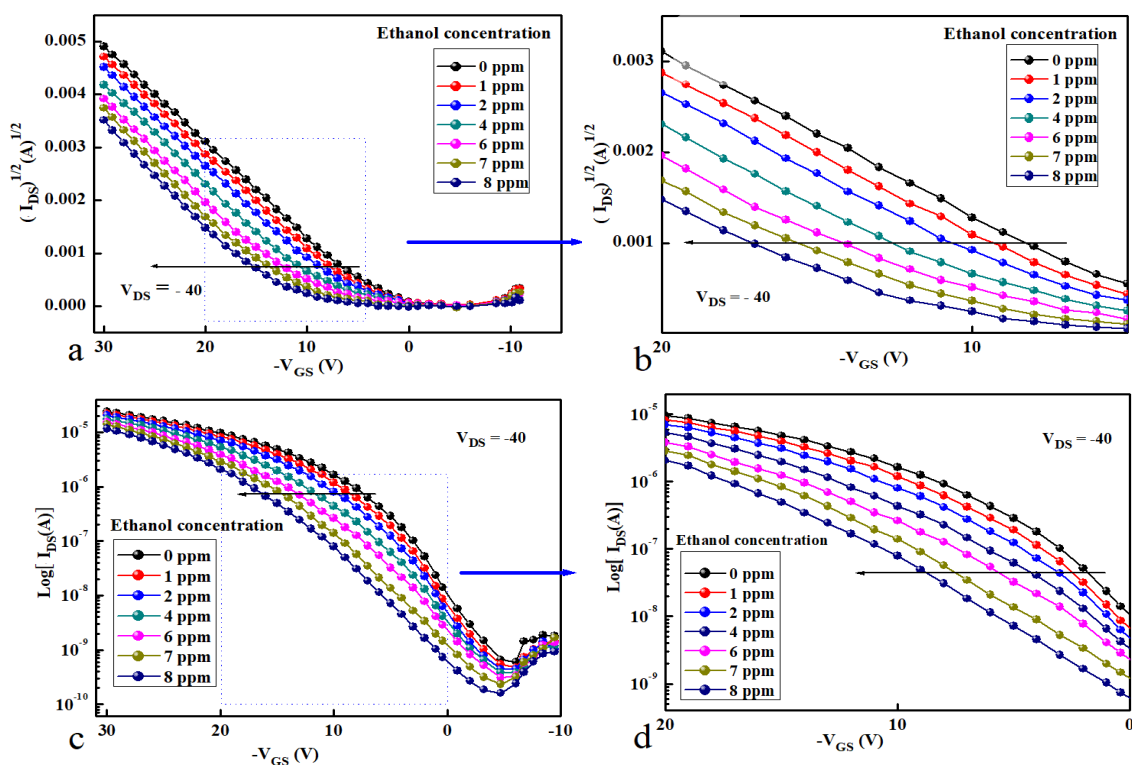 Ethanol concentration
0 ppm
1 ppm
2 ppm
4 ppm
6 ppm
7 ppm
8 ppm
0.005
0.004
0.003
0.002
0.001
0.000
( I_DS)^1/2 (A)^1/2
V_DS = - 40
30 20 10 0 -10
-V_GS (V)
a
Ethanol concentration
0 ppm
1 ppm
2 ppm
4 ppm
6 ppm
7 ppm
8 ppm
0.003
0.002
0.001
( I_DS)^1/2 (A)^1/2
V_DS = - 40
20 10
-V_GS (V)
b
V_DS = -40
10^-5
10^-6
10^-7
10^-8
10^-9
10^-10
Log[ I_DS(A)]
Ethanol concentration
0 ppm
1 ppm
2 ppm
4 ppm
6 ppm
7 ppm
8 ppm
30 20 10 0 -10
-V_GS (V)
c
V_DS = -40
10^-5
10^-6
10^-7
10^-8
10^-9
Log[ I_DS(A)]
Ethanol concentration
0 ppm
1 ppm
2 ppm
4 ppm
6 ppm
7 ppm
8 ppm
20 10 0
-V_GS (V)
d